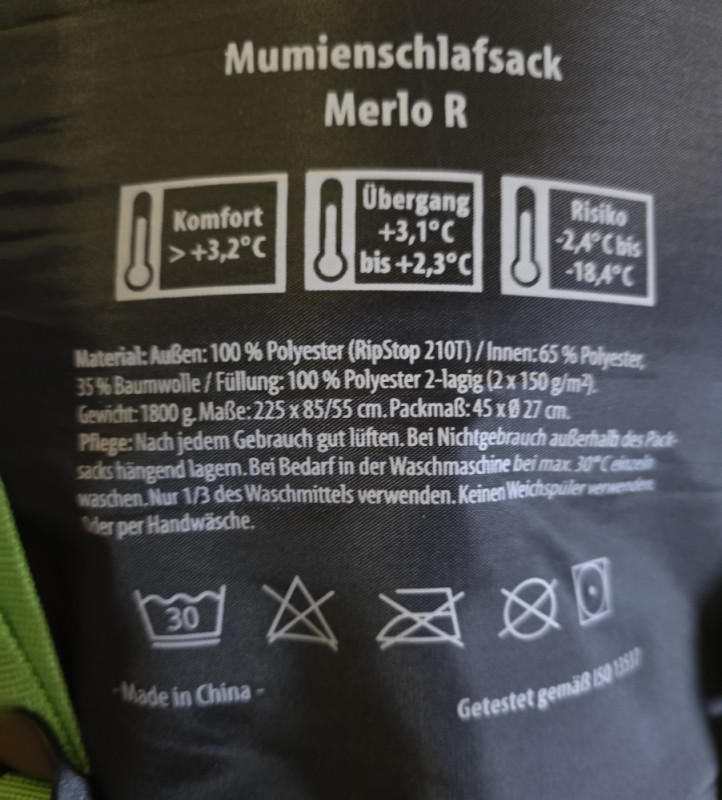 Mumienschlafsack
Merlo R
Komfort
> +3,2°C
Übergang
+3,1°C
bis +2,3°C
Risiko
-2,4°C bis
-18,4°C
Material: Außen: 100 % Polyester (RipStop 210T) / Innen: 65 % Polyester,
35 % Baumwolle / Füllung: 100 % Polyester 2-lagig (2 x 150 g/m²).
Gewicht: 1800 g. Maße: 225 x 85/55 cm. Packmaß: 45 x Ø 27 cm.
Pflege: Nach jedem Gebrauch gut lüften. Bei Nichtgebrauch außerhalb des Pack-
sacks hängend lagern. Bei Bedarf in der Waschmaschine bei max. 30°C einzeln
waschen. Nur 1/3 des Waschmittels verwenden. Keinen Weichspüler verwenden.
Oder per Handwäsche.
30
- Made in China -
Getestet gemäß ISO 13537